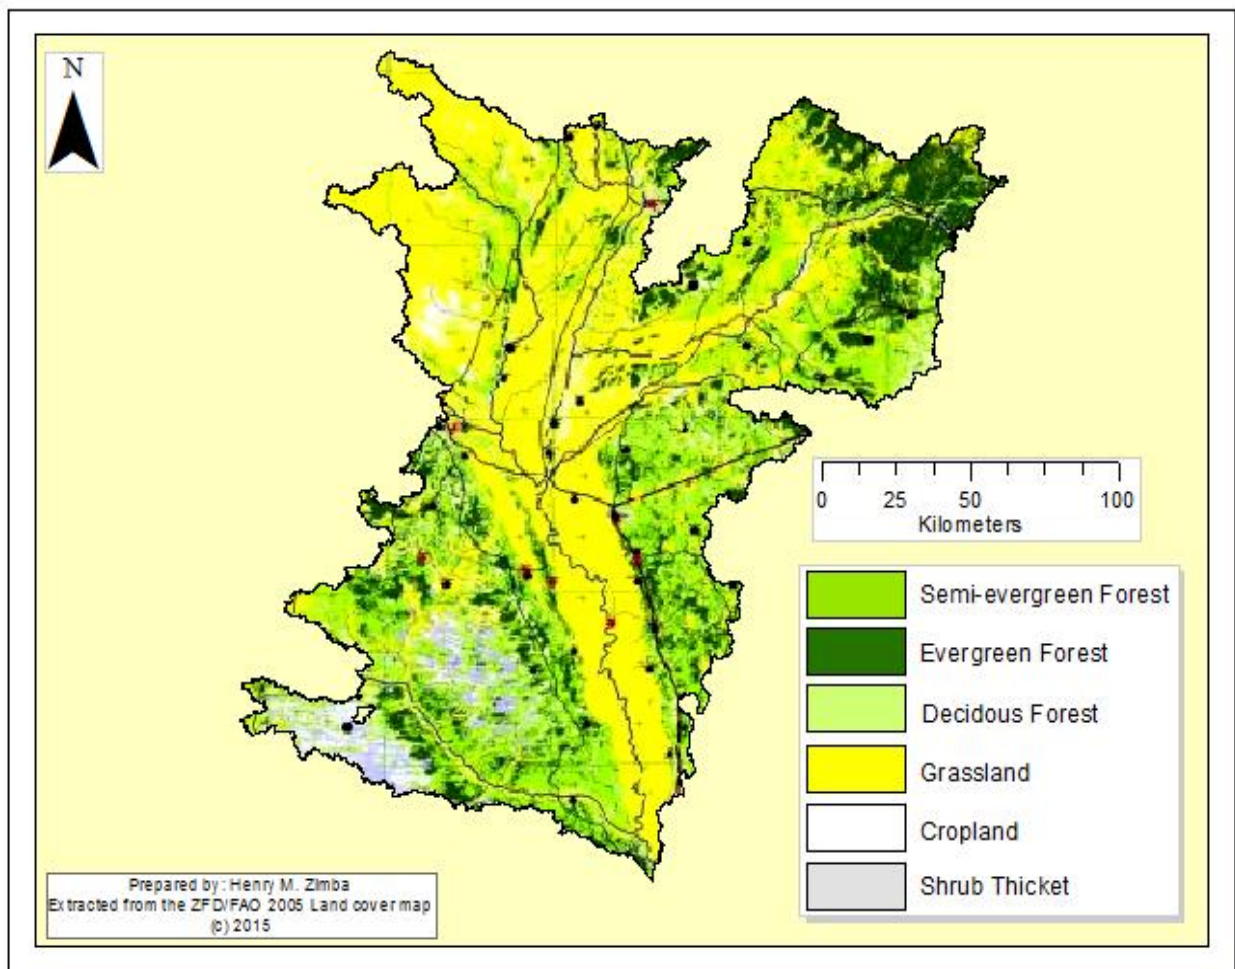 N
0 25 50 100
Kilometers
Semi-evergreen Forest
Evergreen Forest
Decidous Forest
Grassland
Cropland
Shrub Thicket
Prepared by: Henry M. Zimba
Extracted from the ZFD/FAO 2005 Land cover map
(c) 2015